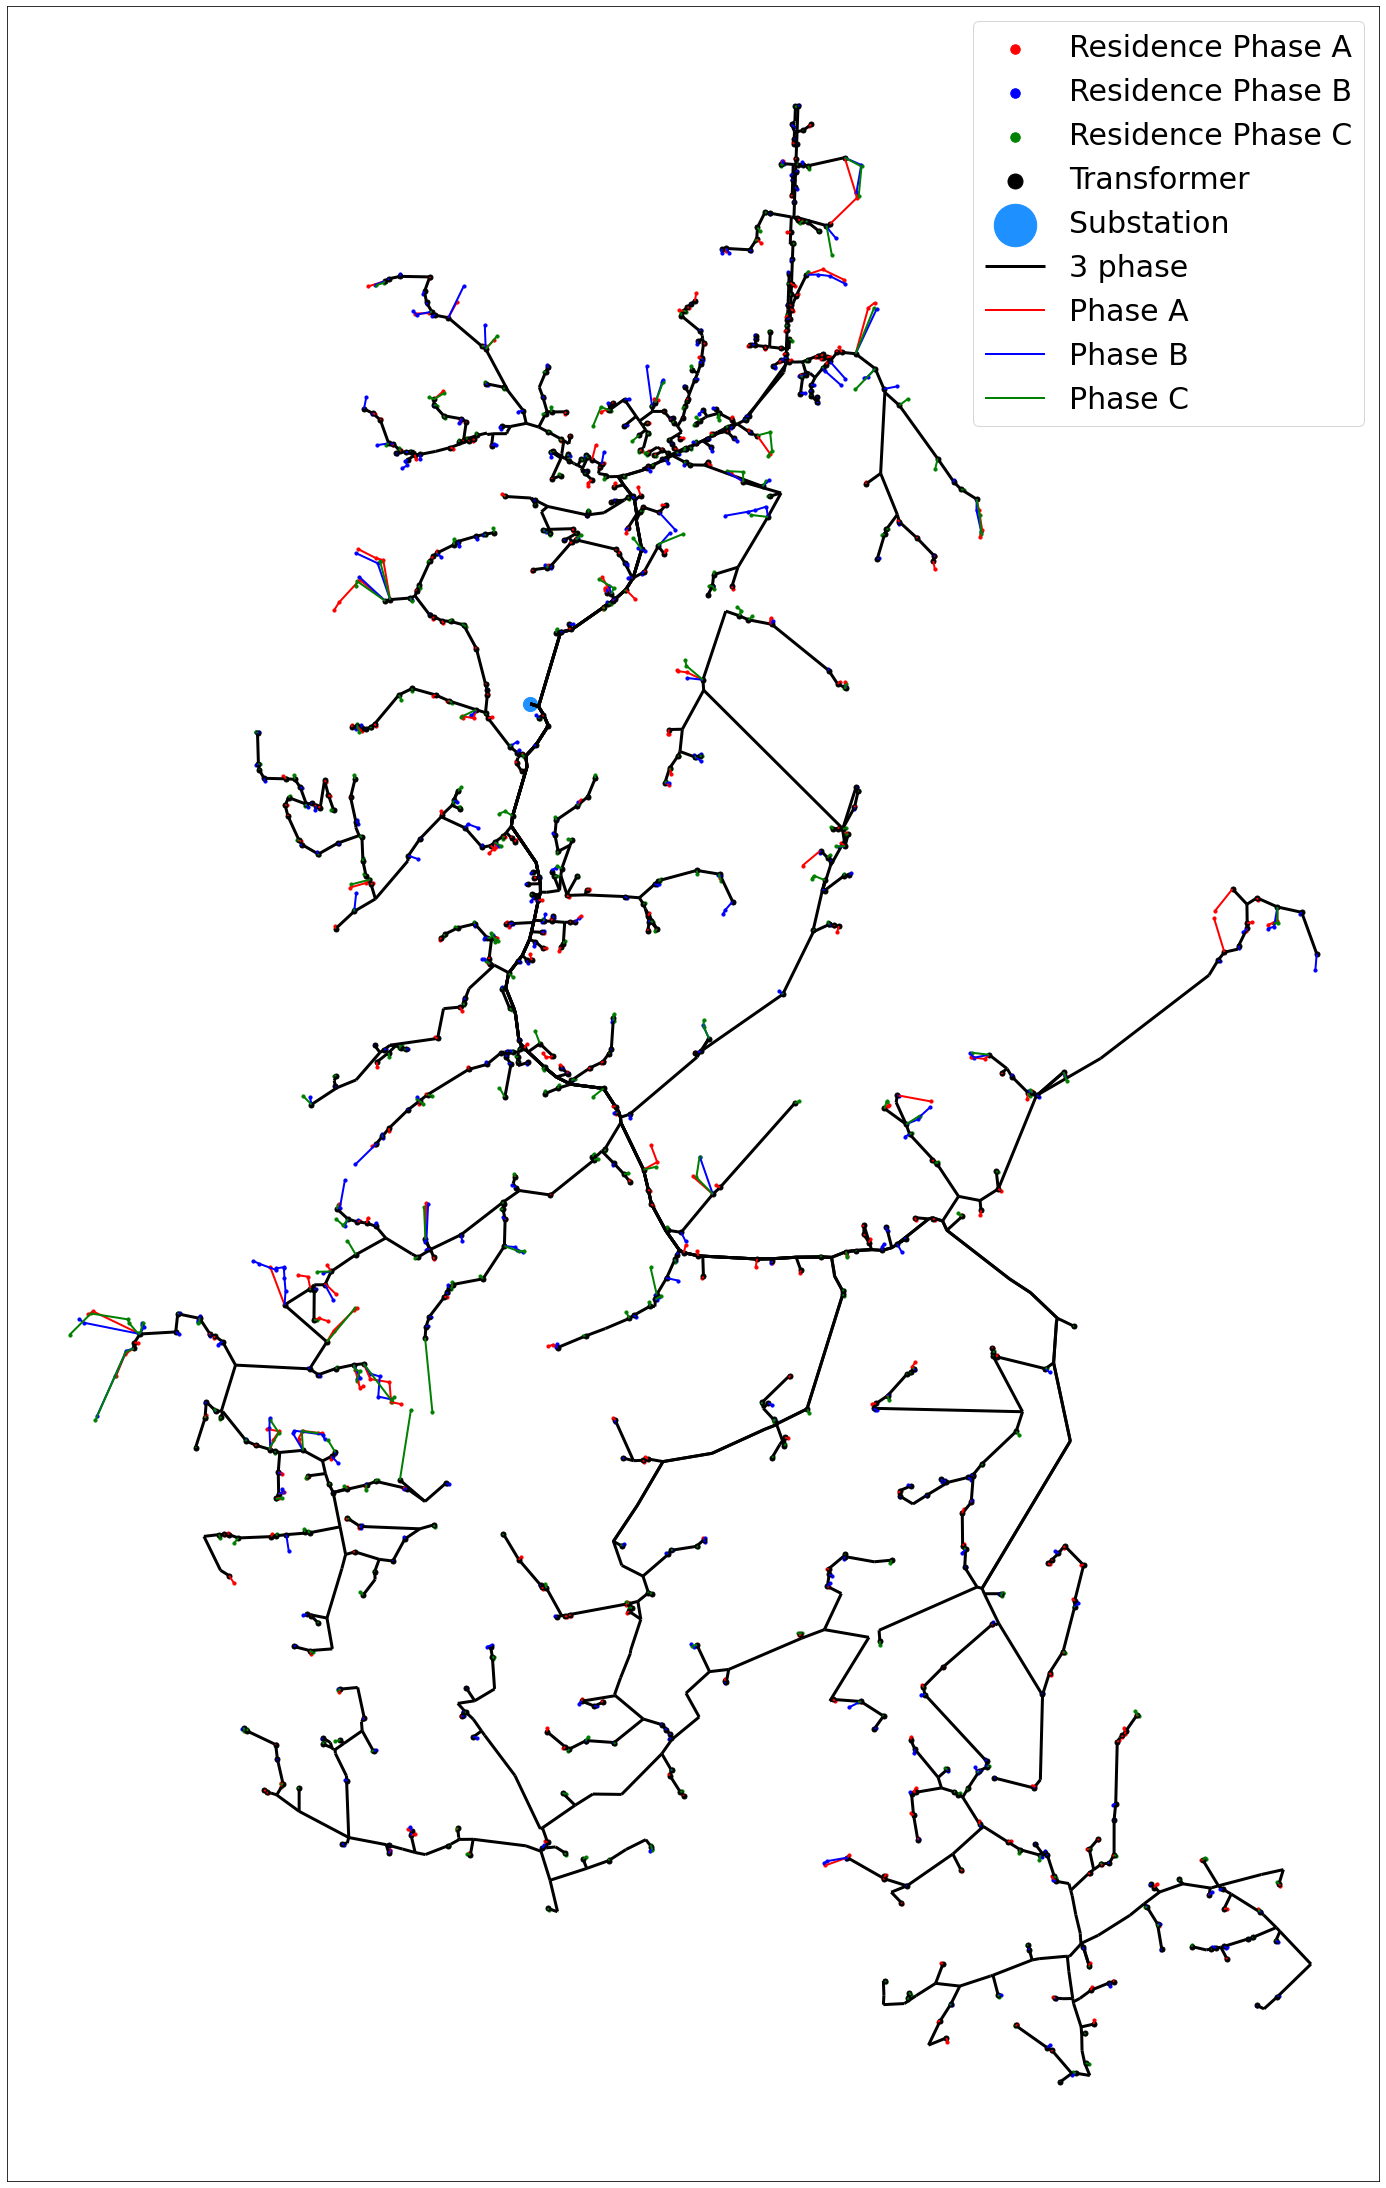 Residence Phase A
Residence Phase B
Residence Phase C
Transformer
Substation
3 phase
Phase A
Phase B
Phase C